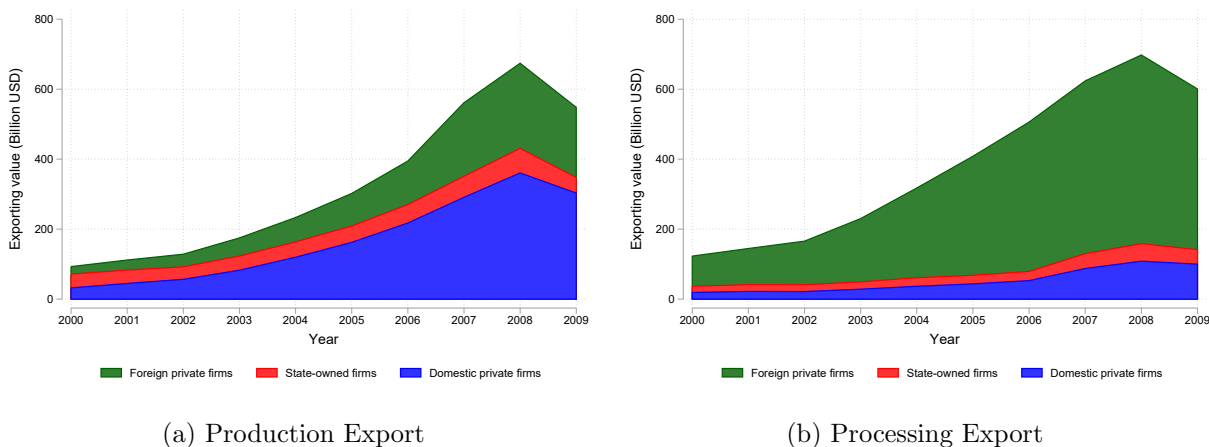 800
600
400
200
0
Exporting value (Billion USD)
2000 2001 2002 2003 2004 2005 2006 2007 2008 2009
Year
Foreign private firms State-owned firms Domestic private firms
(a) Production Export
800
600
400
200
0
Exporting value (Billion USD)
2000 2001 2002 2003 2004 2005 2006 2007 2008 2009
Year
Foreign private firms State-owned firms Domestic private firms
(b) Processing Export